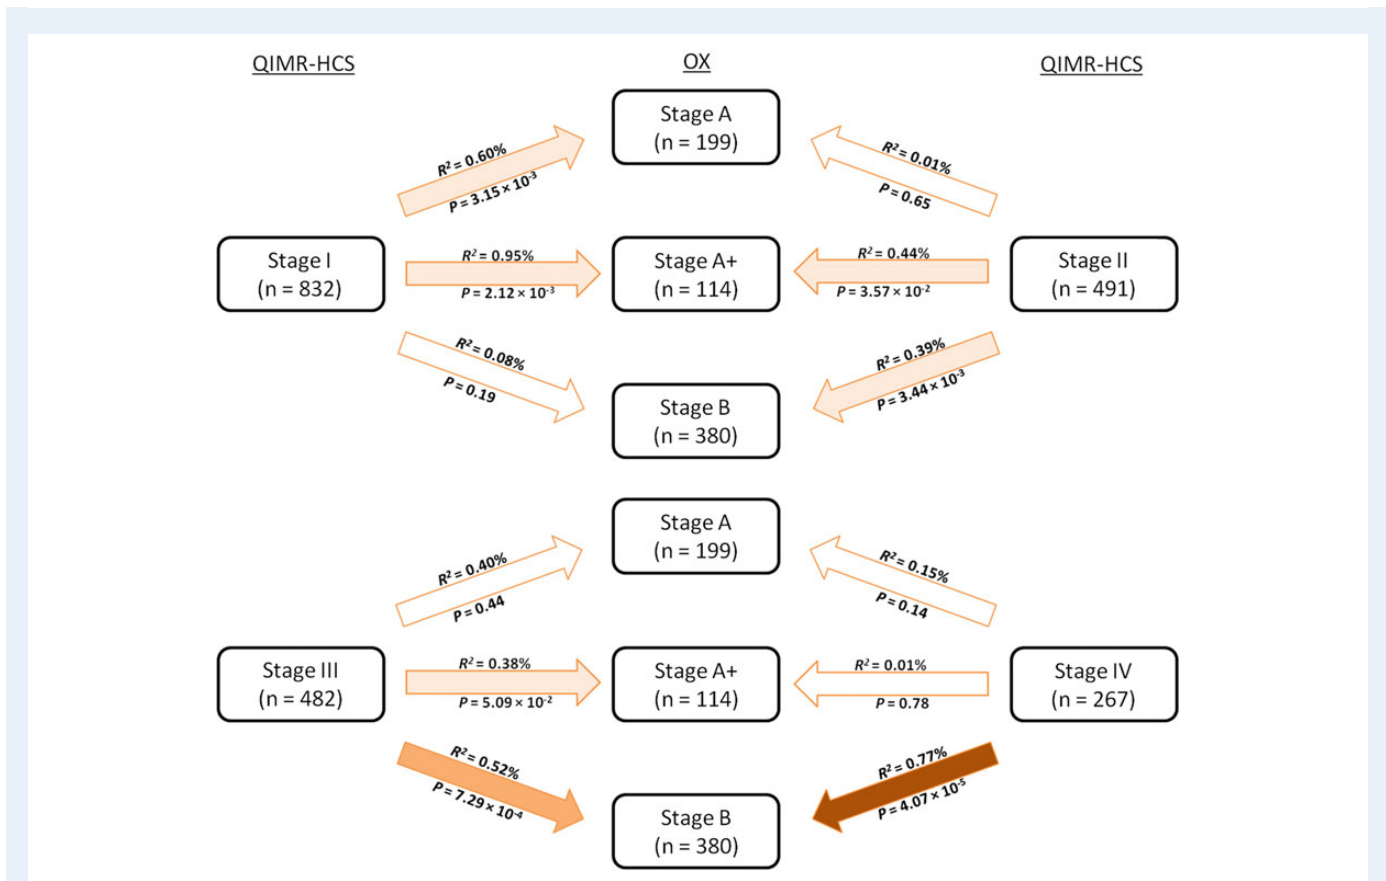 QIMR-HCS
OX
QIMR-HCS
Stage A
(n = 199)
R² = 0.60%
P = 3.15 × 10⁻³
R² = 0.01%
P = 0.65
Stage I
(n = 832)
R² = 0.95%
P = 2.12 × 10⁻³
Stage A+
(n = 114)
R² = 0.44%
P = 3.57 × 10⁻²
Stage II
(n = 491)
R² = 0.08%
P = 0.19
R² = 0.39%
P = 3.44 × 10⁻³
Stage B
(n = 380)
Stage A
(n = 199)
R² = 0.40%
P = 0.44
R² = 0.15%
P = 0.14
Stage III
(n = 482)
R² = 0.38%
P = 5.09 × 10⁻²
Stage A+
(n = 114)
R² = 0.01%
P = 0.78
Stage IV
(n = 267)
R² = 0.52%
P = 7.29 × 10⁻⁴
R² = 0.77%
P = 4.07 × 10⁻⁵
Stage B
(n = 380)